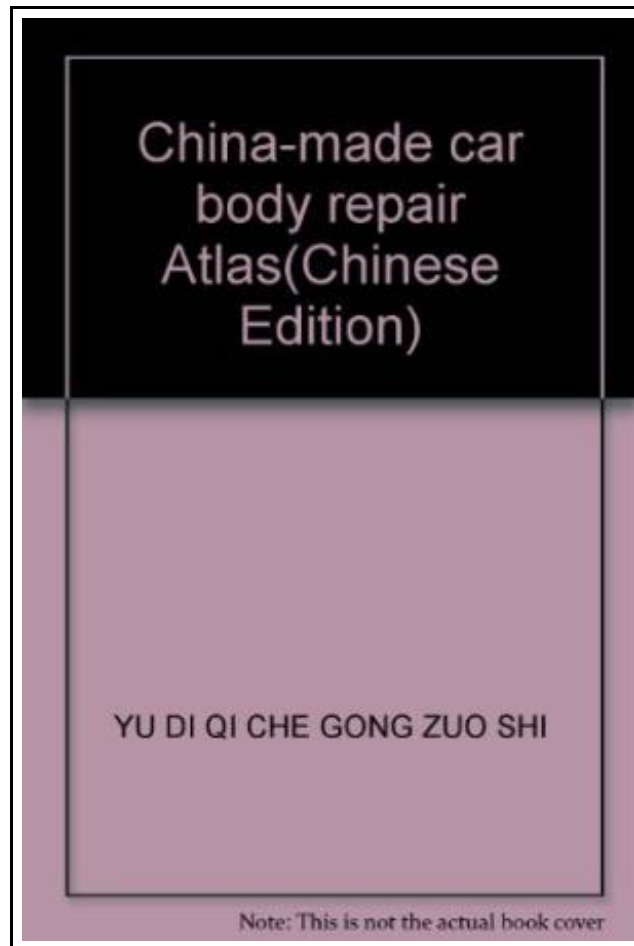 China-made car
body repair
Atlas(Chinese
Edition)
YU DI QI CHE GONG ZUO SHI
Note: This is not the actual book cover